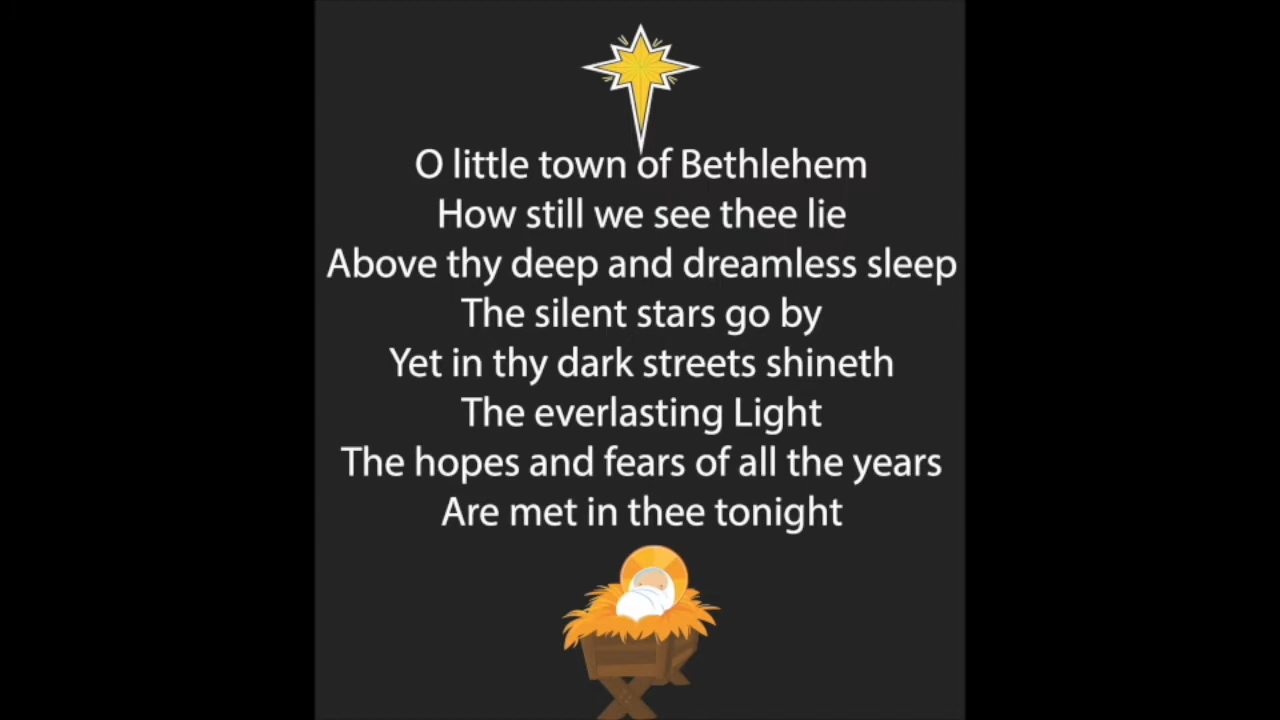 O little town of Bethlehem
How still we see thee lie
Above thy deep and dreamless sleep
The silent stars go by
Yet in thy dark streets shineth
The everlasting Light
The hopes and fears of all the years
Are met in thee tonight